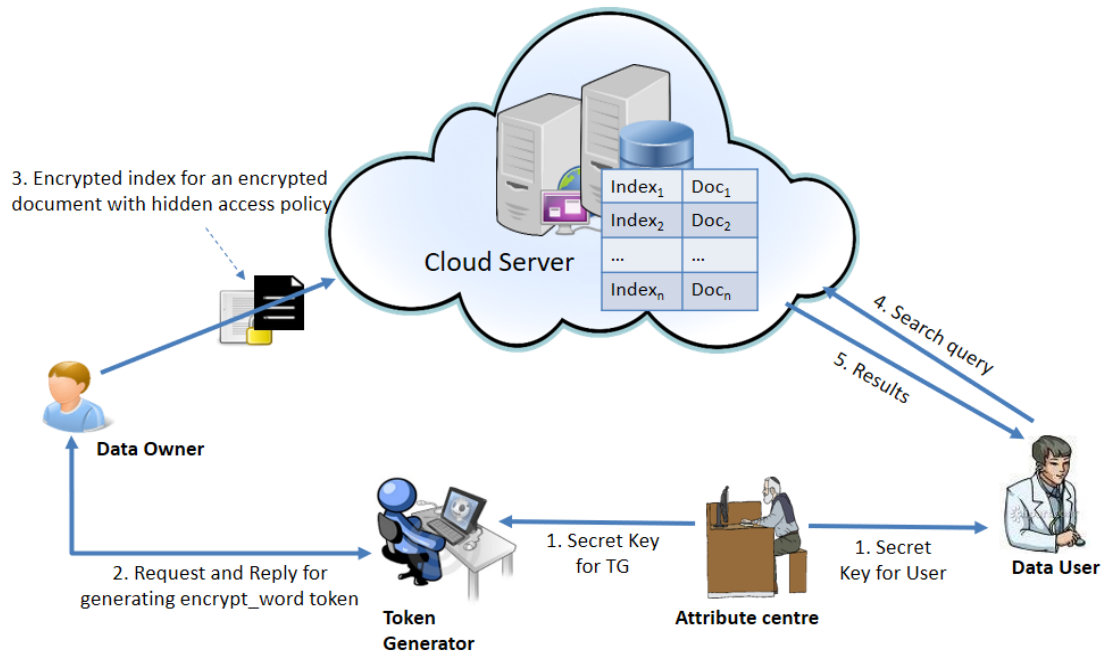 3. Encrypted index for an encrypted
document with hidden access policy
Cloud Server
Index1 Doc1
Index2 Doc2
... ...
Indexn Docn
4. Search query
5. Results
Data Owner
2. Request and Reply for
generating encrypt_word token
Token
Generator
1. Secret Key
for TG
Attribute centre
1. Secret
Key for User
Data User